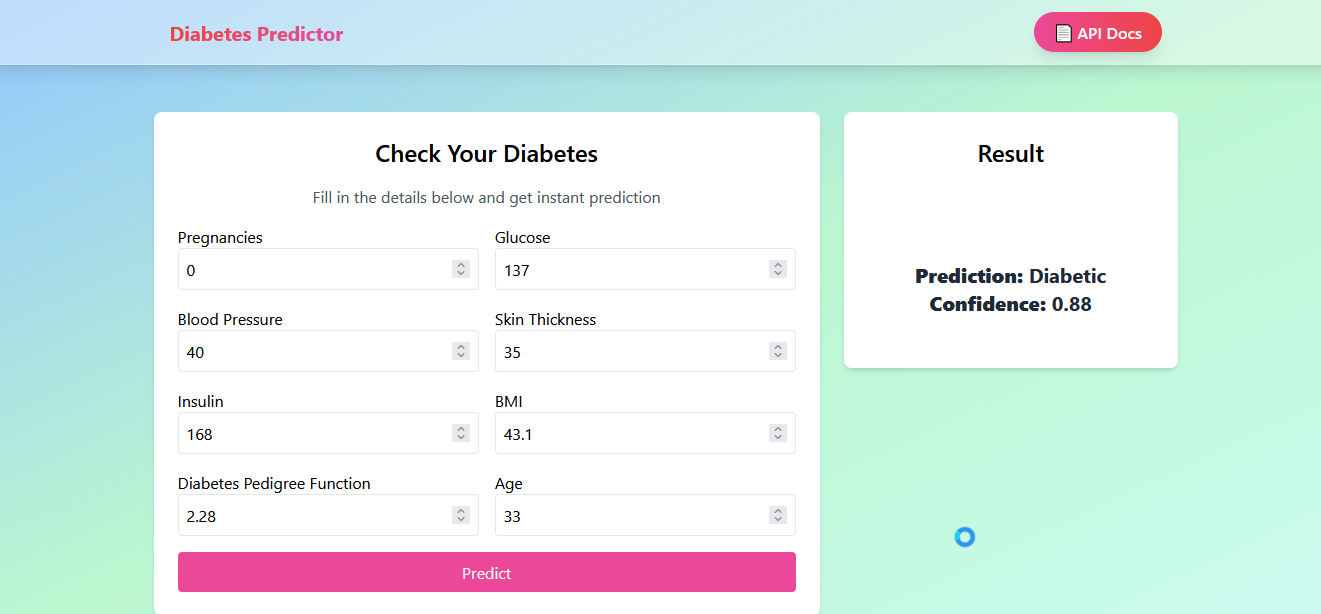 Diabetes Predictor
API Docs
Check Your Diabetes
Fill in the details below and get instant prediction
Pregnancies
0
Glucose
137
Blood Pressure
40
Skin Thickness
35
Insulin
168
BMI
43.1
Diabetes Pedigree Function
2.28
Age
33
Predict
Result
Prediction: Diabetic
Confidence: 0.88